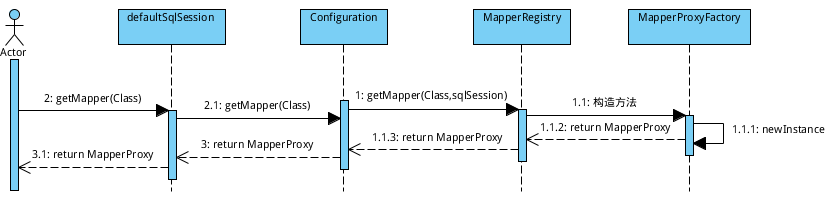 defaultSqlSession
Configuration
MapperRegistry
MapperProxyFactory
Actor
2: getMapper(Class)
2.1: getMapper(Class)
1: getMapper(Class,sqlSession)
1.1: 构造方法
1.1.1: newInstance
1.1.2: return MapperProxy
1.1.3: return MapperProxy
3: return MapperProxy
3.1: return MapperProxy